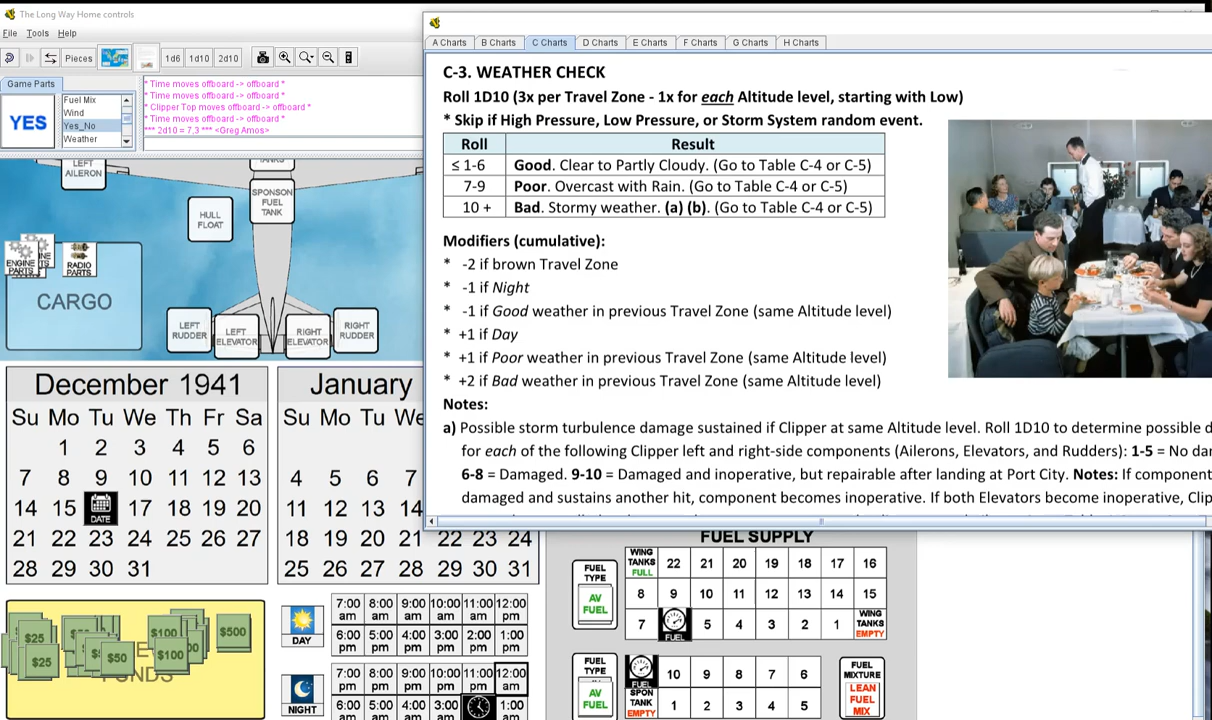 The Long Way Home controls
File Tools Help
Pieces 1d6 1d10 2d10
Game Parts
YES
Fuel Mix
Wind
Yes_No
Weather
* Time moves offboard -> offboard *
* Time moves offboard -> offboard *
* Clipper Top moves offboard -> offboard *
* Time moves offboard -> offboard *
*** 2d10 = 7,3 *** <Greg Amos>
A Charts B Charts C Charts D Charts E Charts F Charts G Charts H Charts
C-3. WEATHER CHECK
Roll 1D10 (3x per Travel Zone - 1x for each Altitude level, starting with Low)
* Skip if High Pressure, Low Pressure, or Storm System random event.
Roll Result
≤ 1-6 Good. Clear to Partly Cloudy. (Go to Table C-4 or C-5)
7-9 Poor. Overcast with Rain. (Go to Table C-4 or C-5)
10 + Bad. Stormy weather. (a) (b). (Go to Table C-4 or C-5)
Modifiers (cumulative):
* -2 if brown Travel Zone
* -1 if Night
* -1 if Good weather in previous Travel Zone (same Altitude level)
* +1 if Day
* +1 if Poor weather in previous Travel Zone (same Altitude level)
* +2 if Bad weather in previous Travel Zone (same Altitude level)
Notes:
a) Possible storm turbulence damage sustained if Clipper at same Altitude level. Roll 1D10 to determine possible d
for each of the following Clipper left and right-side components (Ailerons, Elevators, and Rudders): 1-5 = No da
6-8 = Damaged. 9-10 = Damaged and inoperative, but repairable after landing at Port City. Notes: If component
damaged and sustains another hit, component becomes inoperative. If both Elevators become inoperative, Clip
LEFT
AILERON
TANKS
SPONSON
FUEL
TANK
HULL
FLOAT
ENGINE
PARTS
RADIO
PARTS
CARGO
LEFT
RUDDER
LEFT
ELEVATOR
RIGHT
ELEVATOR
RIGHT
RUDDER
December 1941
Su Mo Tu We Th Fr Sa
1 2 3 4 5 6
7 8 9 10 11 12 13
14 15 DATE 17 18 19 20
21 22 23 24 25 26 27
28 29 30 31
January
Su Mo Tu We
4 5 6 7
11 12 13 14
18 19 20 21 22 23 24
25 26 27 28 29 30 31
$25
$25
$50
$100
$100
$500
DAY
7:00 am 8:00 am 9:00 am 10:00 am 11:00 am 12:00 pm
6:00 pm 5:00 pm 4:00 pm 3:00 pm 2:00 pm 1:00 pm
NIGHT
7:00 pm 8:00 pm 9:00 pm 10:00 pm 11:00 pm 12:00 am
6:00 5:00 4:00 3:00 1:00
FUEL SUPPLY
FUEL
TYPE
AV
FUEL
WING
TANKS
FULL
22 21 20 19 18 17 16
8 9 10 11 12 13 14 15
7 FUEL 5 4 3 2 1
WING
TANKS
EMPTY
FUEL
TYPE
AV
FUEL
FUEL 10 9 8 7 6
SPON
TANK
EMPTY
1 2 3 4 5
FUEL
MIXTURE
LEAN
FUEL
MIX